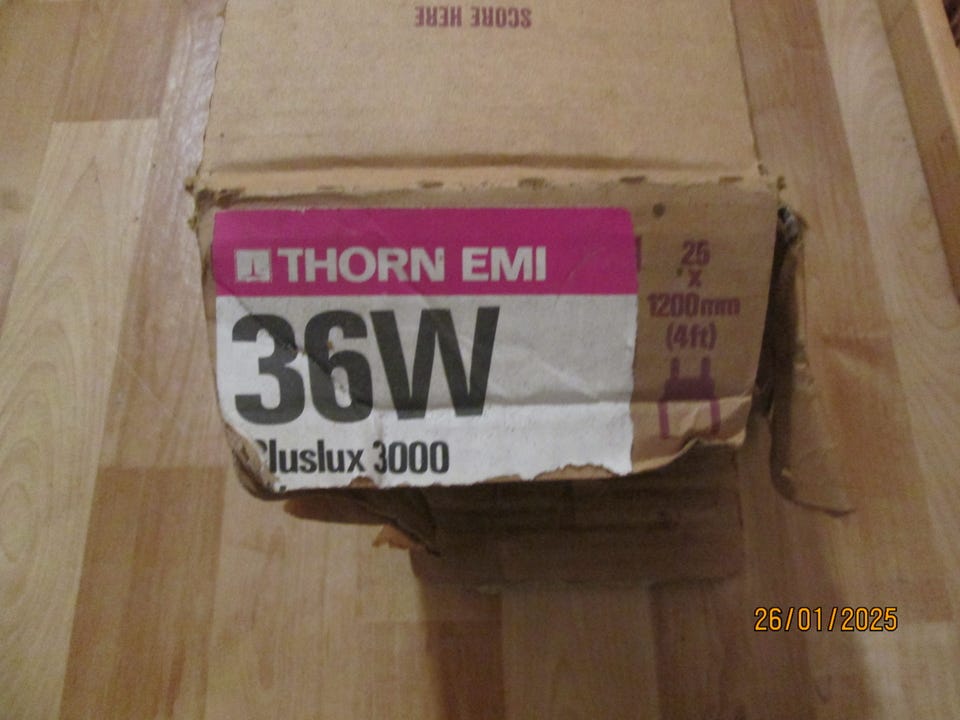 SCORE HERE
THORN EMI
36W
Pluslux 3000
25
x
1200mm
(4ft)
26/01/2025